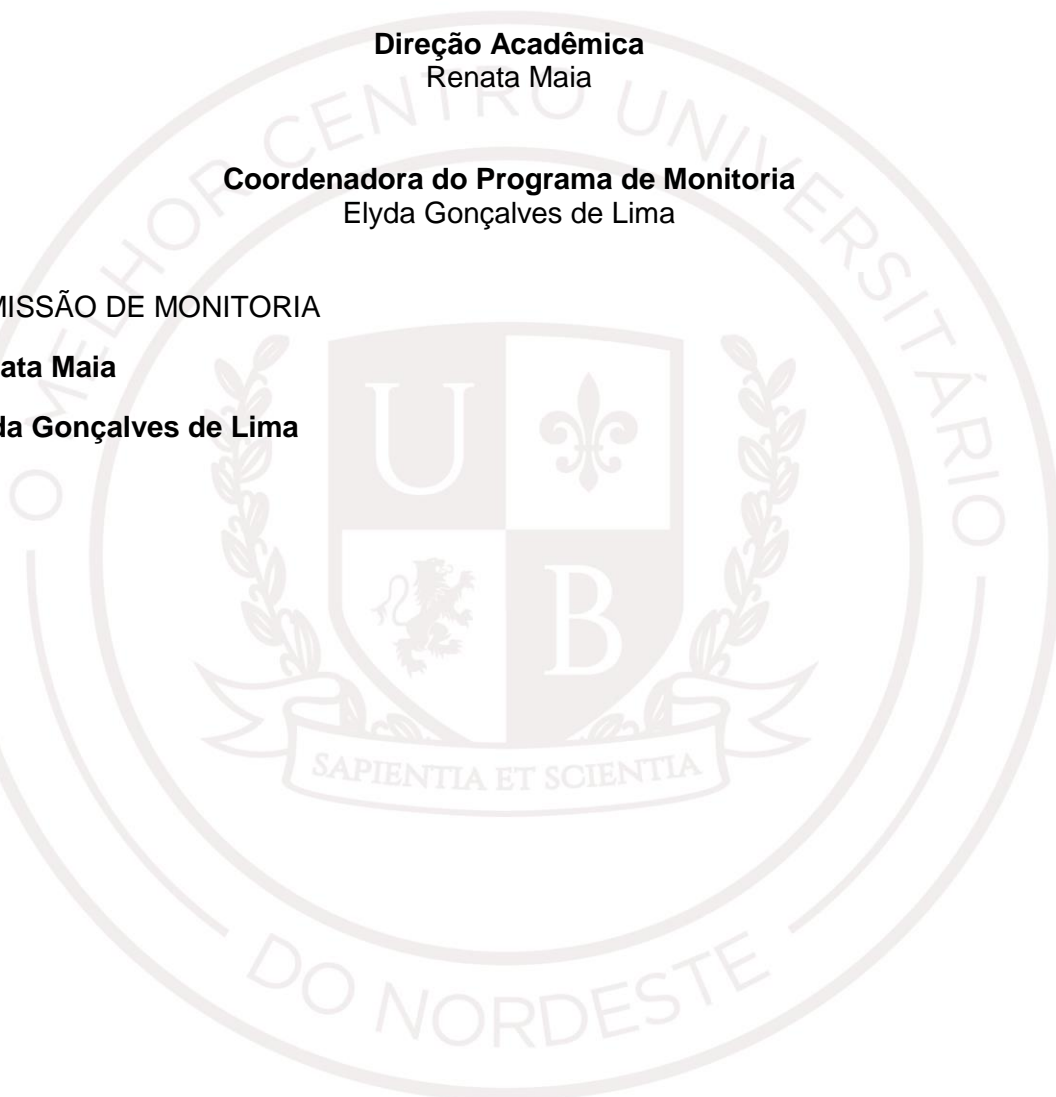 Direção Acadêmica
Renata Maia
Coordenadora do Programa de Monitoria
Elyda Gonçalves de Lima
MISSÃO DE MONITORIA
ata Maia
da Gonçalves de Lima
O MELHOR CENTRO UNIVERSITÁRIO
DO NORDESTE
U
B
SAPIENTIA ET SCIENTIA